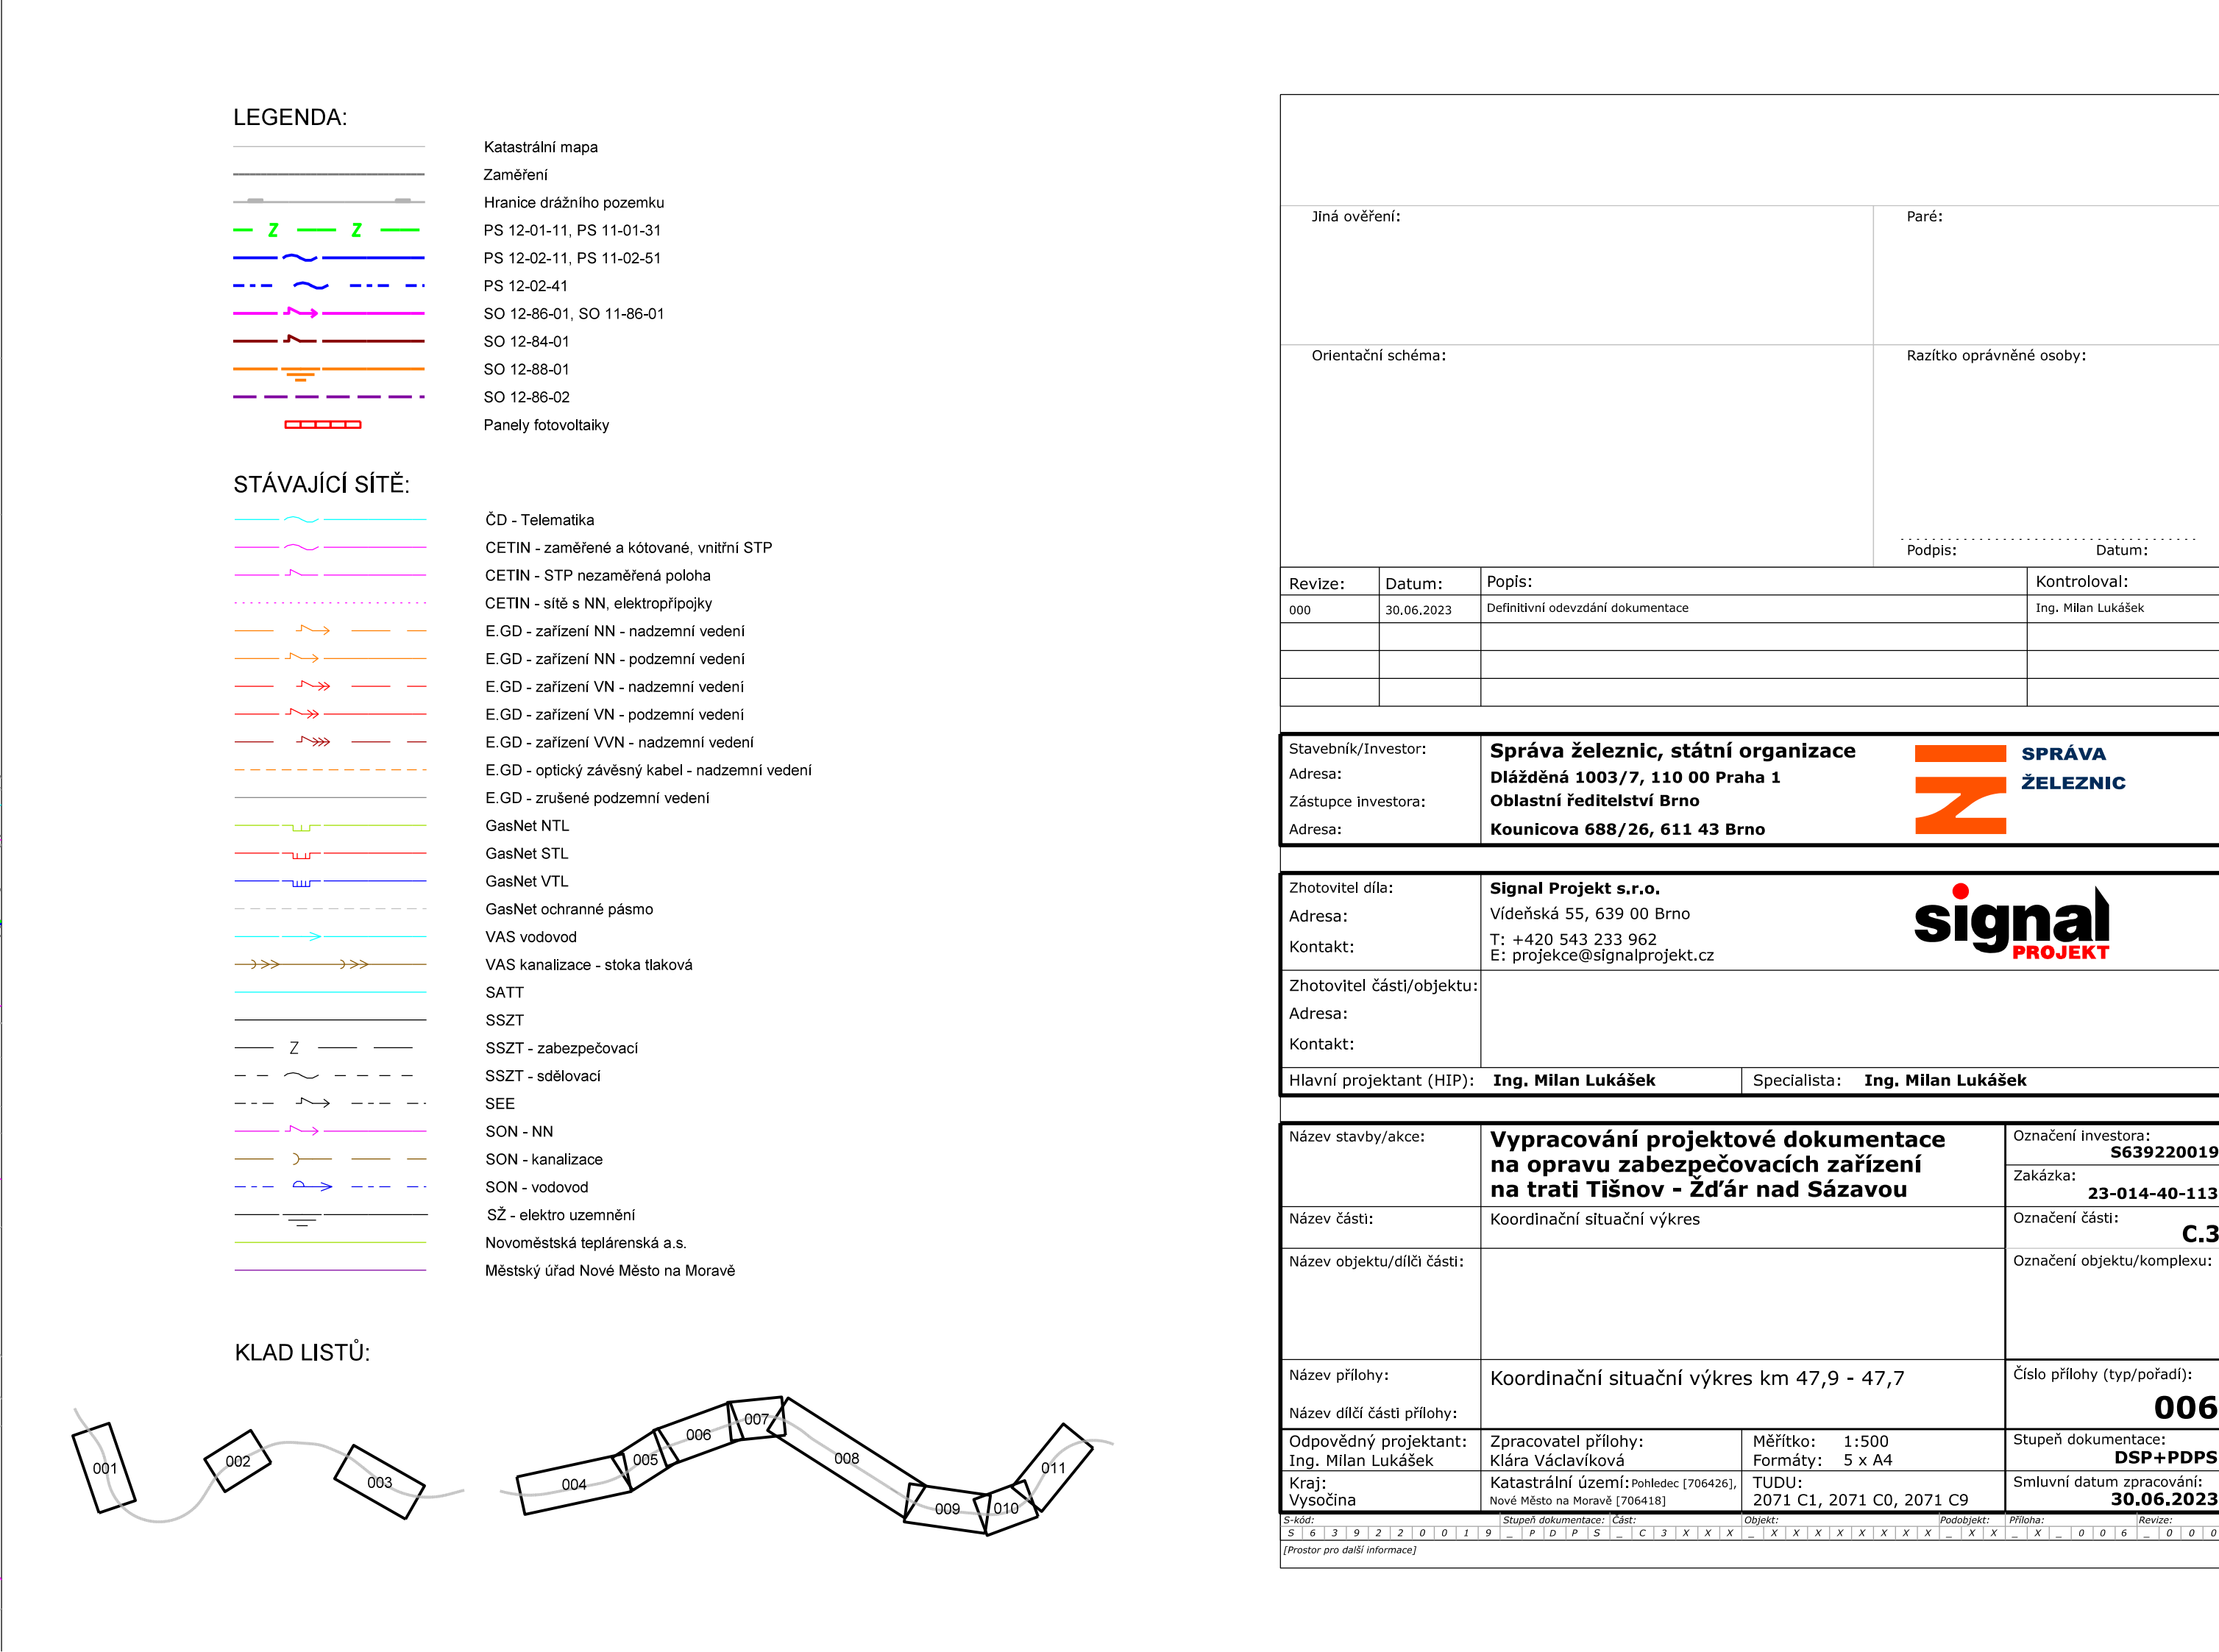 LEGENDA:
Katastrální mapa
Zaměření
Hranice drážního pozemku
Z Z PS 12-01-11, PS 11-01-31
PS 12-02-11, PS 11-02-51
PS 12-02-41
SO 12-86-01, SO 11-86-01
SO 12-84-01
SO 12-88-01
SO 12-86-02
Panely fotovoltaiky
STÁVAJÍCÍ SÍTĚ:
ČD - Telematika
CETIN - zaměřené a kótované, vnitřní STP
CETIN - STP nezaměřená poloha
CETIN - sítě s NN, elektropřípojky
E.GD - zařízení NN - nadzemní vedení
E.GD - zařízení NN - podzemní vedení
E.GD - zařízení VN - nadzemní vedení
E.GD - zařízení VN - podzemní vedení
E.GD - zařízení VVN - nadzemní vedení
E.GD - optický závěsný kabel - nadzemní vedení
E.GD - zrušené podzemní vedení
GasNet NTL
GasNet STL
GasNet VTL
GasNet ochranné pásmo
VAS vodovod
VAS kanalizace - stoka tlaková
SATT
SSZT
Z SSZT - zabezpečovací
SSZT - sdělovací
SEE
SON - NN
SON - kanalizace
SON - vodovod
SŽ - elektro uzemnění
Novoměstská teplárenská a.s.
Městský úřad Nové Město na Moravě
KLAD LISTŮ:
001 002 003 004 005 006 007 008 009 010 011
Jiná ověření: Paré:
Orientační schéma: Razítko oprávněné osoby:
Podpis: Datum:
Revize: Datum: Popis: Kontroloval:
000 30.06.2023 Definitivní odevzdání dokumentace Ing. Milan Lukášek
Stavebník/Investor: Správa železnic, státní organizace
Adresa: Dlážděná 1003/7, 110 00 Praha 1
Zástupce investora: Oblastní ředitelství Brno
Adresa: Kounicova 688/26, 611 43 Brno
SPRÁVA
ŽELEZNIC
Zhotovitel díla: Signal Projekt s.r.o.
Adresa: Vídeňská 55, 639 00 Brno
Kontakt: T: +420 543 233 962
E: projekce@signalprojekt.cz
signal
PROJEKT
Zhotovitel části/objektu:
Adresa:
Kontakt:
Hlavní projektant (HIP): Ing. Milan Lukášek Specialista: Ing. Milan Lukášek
Název stavby/akce: Vypracování projektové dokumentace
na opravu zabezpečovacích zařízení
na trati Tišnov - Žďár nad Sázavou
Označení investora:
S639220019
Zakázka:
23-014-40-113
Název části: Koordinační situační výkres Označení části:
C.3
Název objektu/dílčí části: Označení objektu/komplexu:
Název přílohy: Koordinační situační výkres km 47,9 - 47,7 Číslo přílohy (typ/pořadí):
Název dílčí části přílohy: 006
Odpovědný projektant: Zpracovatel přílohy: Měřítko: 1:500 Stupeň dokumentace:
Ing. Milan Lukášek Klára Václavíková Formáty: 5 x A4 DSP+PDPS
Kraj: Katastrální území: Pohledec [706426], TUDU: Smluvní datum zpracování:
Vysočina Nové Město na Moravě [706418] 2071 C1, 2071 C0, 2071 C9 30.06.2023
S-kód: Stupeň dokumentace: Část: Objekt: Podobjekt: Příloha: Revize:
S 6 3 9 2 2 0 0 1 9 _ P D P S _ C 3 X X X _ X X X X X X X X _ X X _ X _ 0 0 6 _ 0 0 0
[Prostor pro další informace]